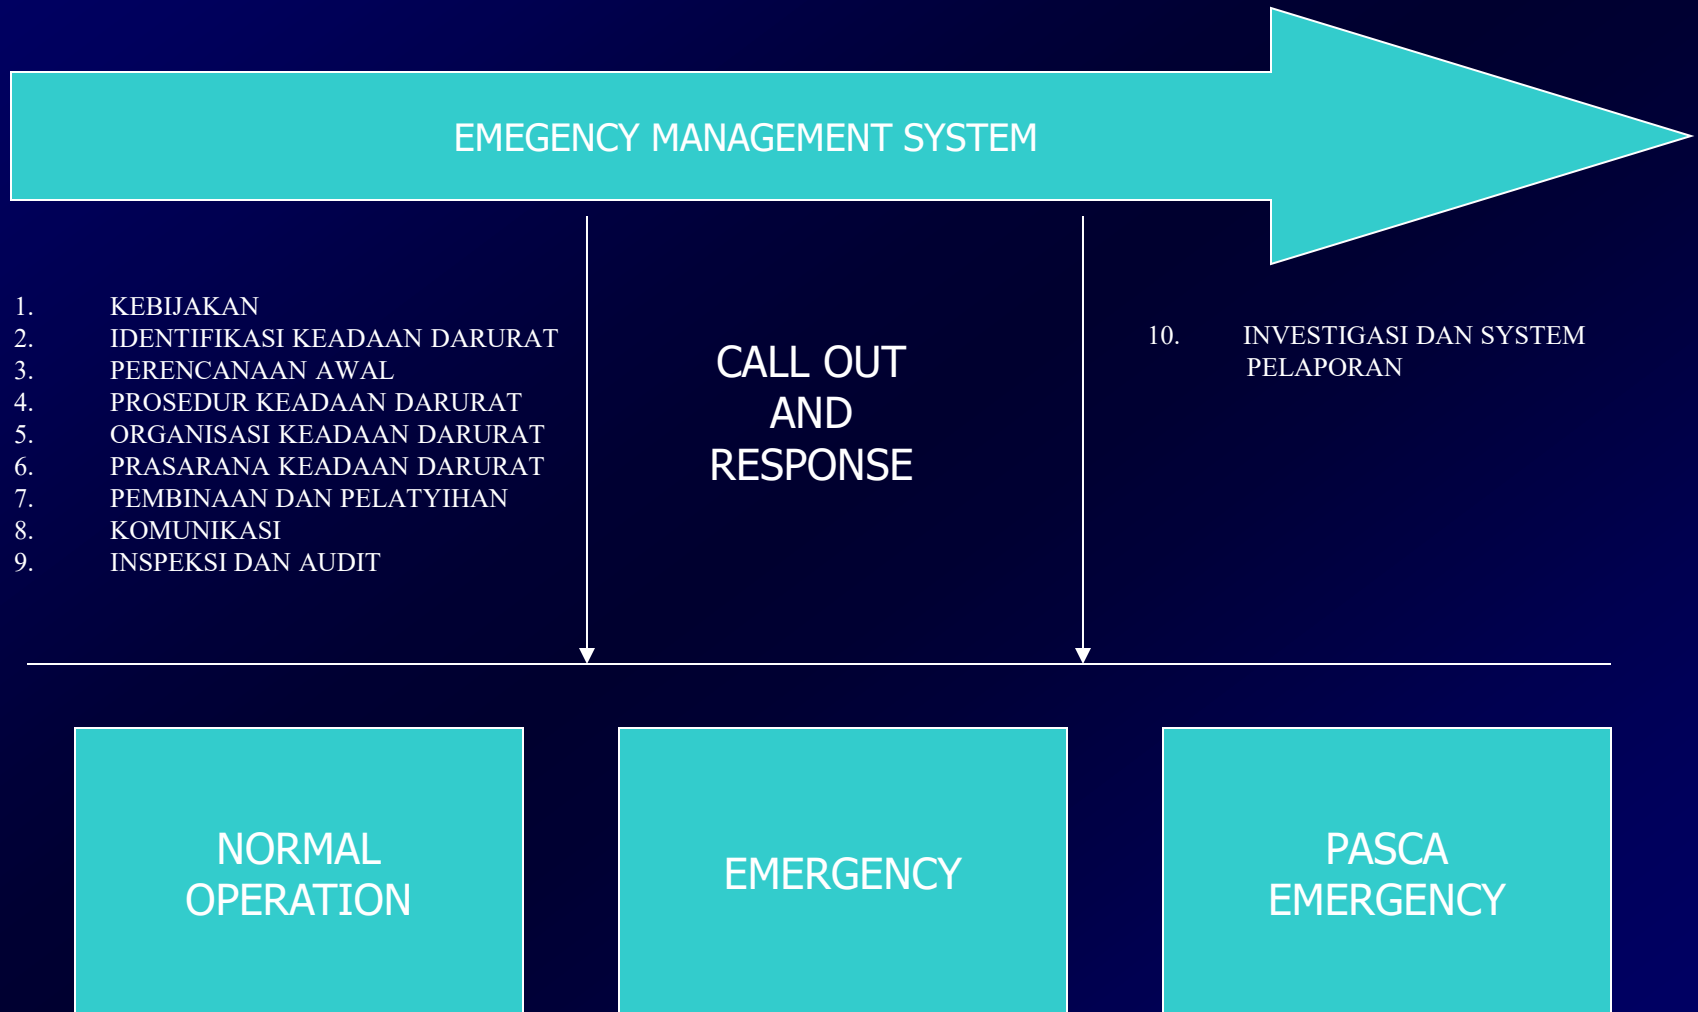 EMEGENCY MANAGEMENT SYSTEM
1. KEBIJAKAN
2. IDENTIFIKASI KEADAAN DARURAT
3. PERENCANAAN AWAL
4. PROSEDUR KEADAAN DARURAT
5. ORGANISASI KEADAAN DARURAT
6. PRASARANA KEADAAN DARURAT
7. PEMBINAAN DAN PELATYIHAN
8. KOMUNIKASI
9. INSPEKSI DAN AUDIT
CALL OUT
AND
RESPONSE
10. INVESTIGASI DAN SYSTEM
PELAPORAN
NORMAL
OPERATION
EMERGENCY
PASCA
EMERGENCY